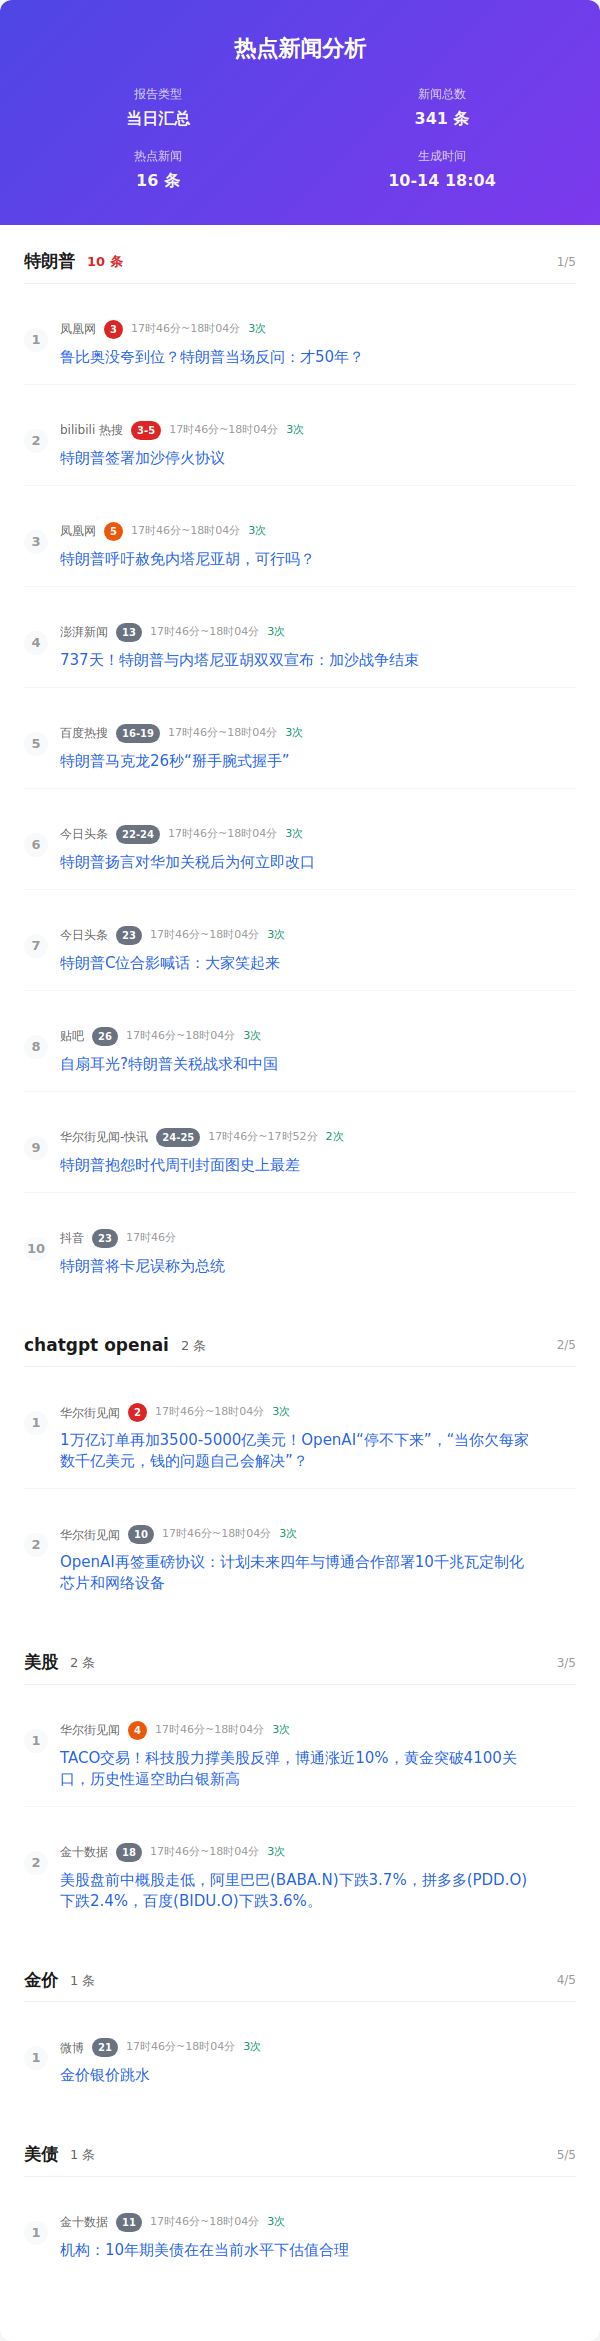 热点新闻分析
报告类型
新闻总数
当日汇总
341 条
热点新闻
生成时间
16 条
10-14 18:04
特朗普 10 条 1/5
1 凤凰网 3 17时46分~18时04分 3次
鲁比奥没夸到位？特朗普当场反问：才50年？
2 bilibili 热搜 3-5 17时46分~18时04分 3次
特朗普签署加沙停火协议
3 凤凰网 5 17时46分~18时04分 3次
特朗普呼吁赦免内塔尼亚胡，可行吗？
4 澎湃新闻 13 17时46分~18时04分 3次
737天！特朗普与内塔尼亚胡双双宣布：加沙战争结束
5 百度热搜 16-19 17时46分~18时04分 3次
特朗普马克龙26秒“掰手腕式握手”
6 今日头条 22-24 17时46分~18时04分 3次
特朗普扬言对华加关税后为何立即改口
7 今日头条 23 17时46分~18时04分 3次
特朗普C位合影喊话：大家笑起来
8 贴吧 26 17时46分~18时04分 3次
自扇耳光?特朗普关税战求和中国
9 华尔街见闻-快讯 24-25 17时46分~17时52分 2次
特朗普抱怨时代周刊封面图史上最差
10 抖音 23 17时46分
特朗普将卡尼误称为总统
chatgpt openai 2 条 2/5
1 华尔街见闻 2 17时46分~18时04分 3次
1万亿订单再加3500-5000亿美元！OpenAI“停不下来”，“当你欠每家
数千亿美元，钱的问题自己会解决”？
2 华尔街见闻 10 17时46分~18时04分 3次
OpenAI再签重磅协议：计划未来四年与博通合作部署10千兆瓦定制化
芯片和网络设备
美股 2 条 3/5
1 华尔街见闻 4 17时46分~18时04分 3次
TACO交易！科技股力撑美股反弹，博通涨近10%，黄金突破4100关
口，历史性逼空助白银新高
2 金十数据 18 17时46分~18时04分 3次
美股盘前中概股走低，阿里巴巴(BABA.N)下跌3.7%，拼多多(PDD.O)
下跌2.4%，百度(BIDU.O)下跌3.6%。
金价 1 条 4/5
1 微博 21 17时46分~18时04分 3次
金价银价跳水
美债 1 条 5/5
1 金十数据 11 17时46分~18时04分 3次
机构：10年期美债在在当前水平下估值合理